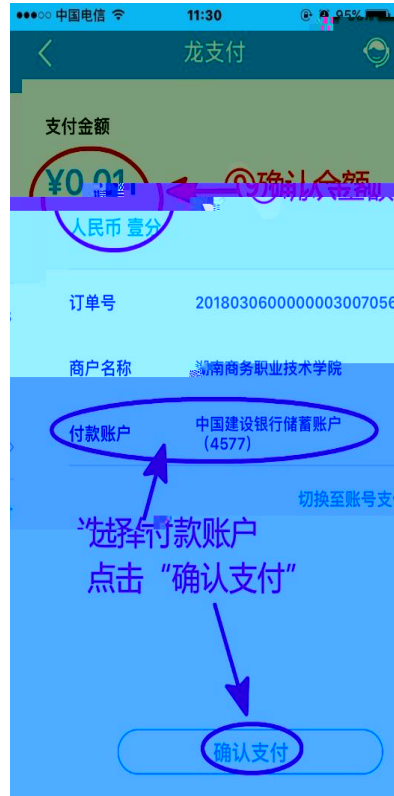 中国电信 11:30 95%
龙支付
支付金额
¥0.01
⑨确认金额
人民币 壹分
订单号 20180306000000003007056
商户名称 湖南商务职业技术学院
付款账户 中国建设银行储蓄账户
(4577)
切换至账号支
选择付款账户
点击“确认支付”
确认支付